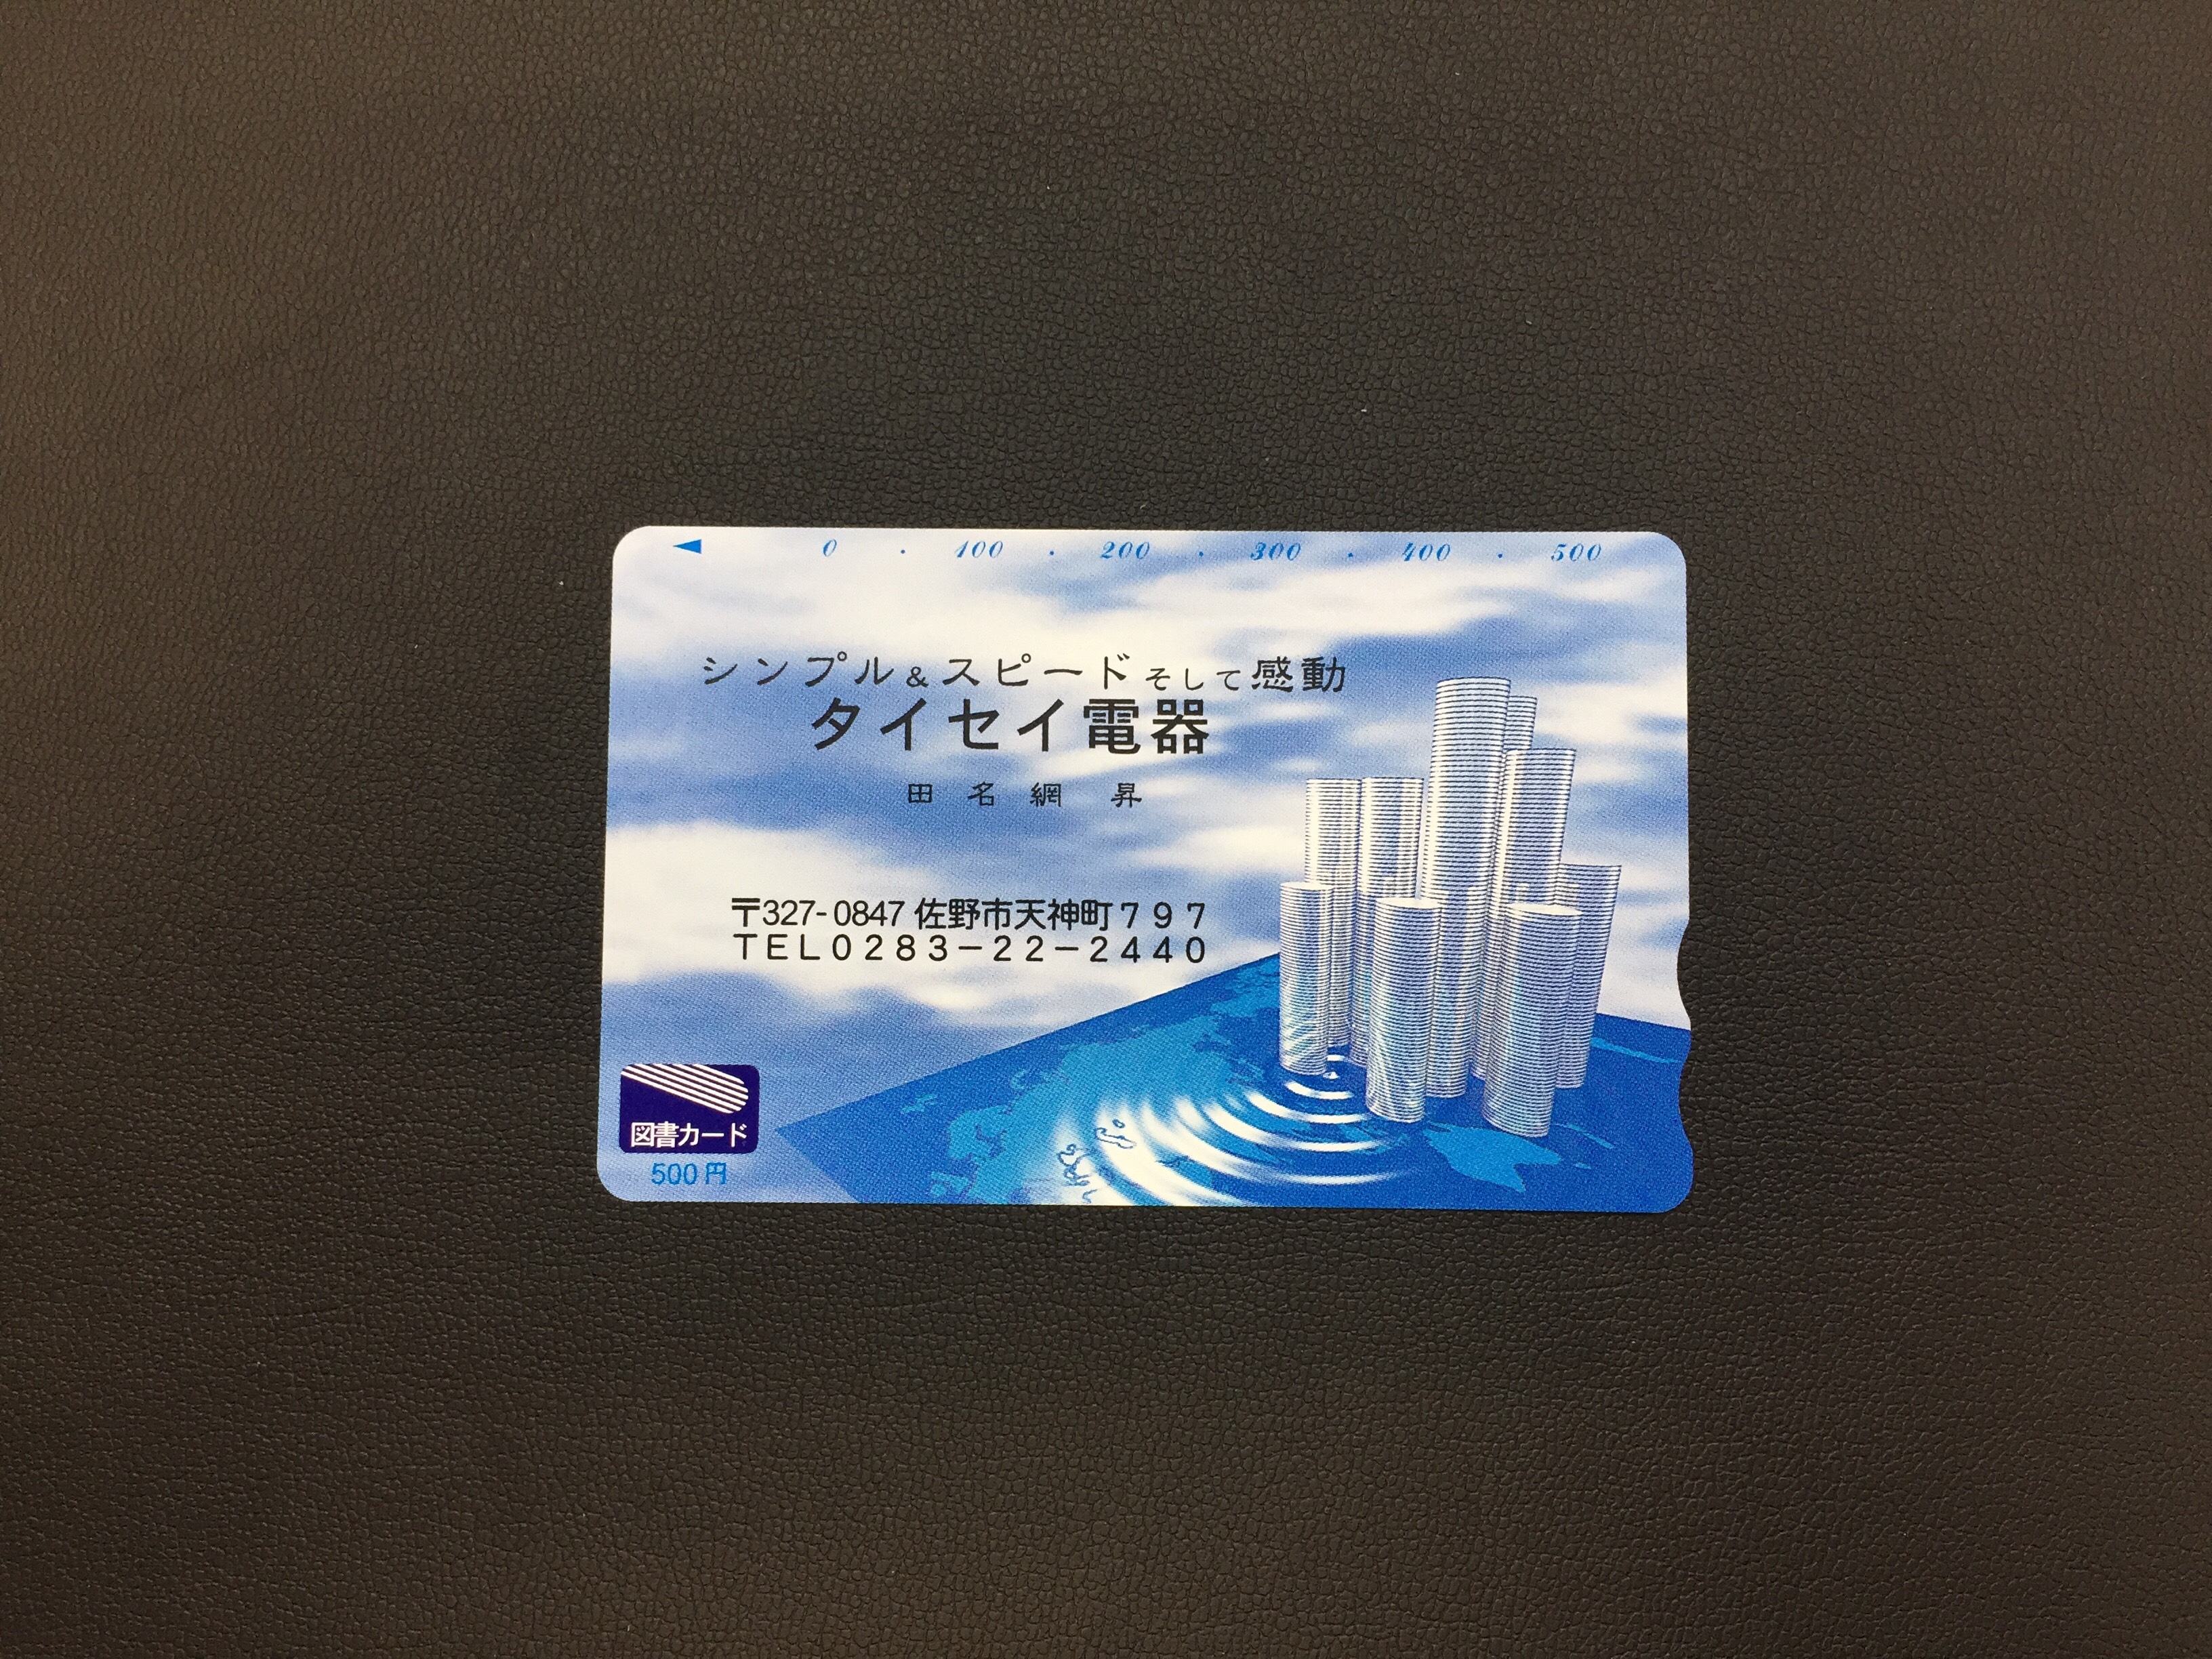 ◀ 0 ・ 100 ・ 200 ・ 300 ・ 400 ・ 500
シンプル&スピードそして感動
タイセイ電器
田名網 昇
〒327-0847 佐野市天神町797
TEL0283-22-2440
図書カード
500円